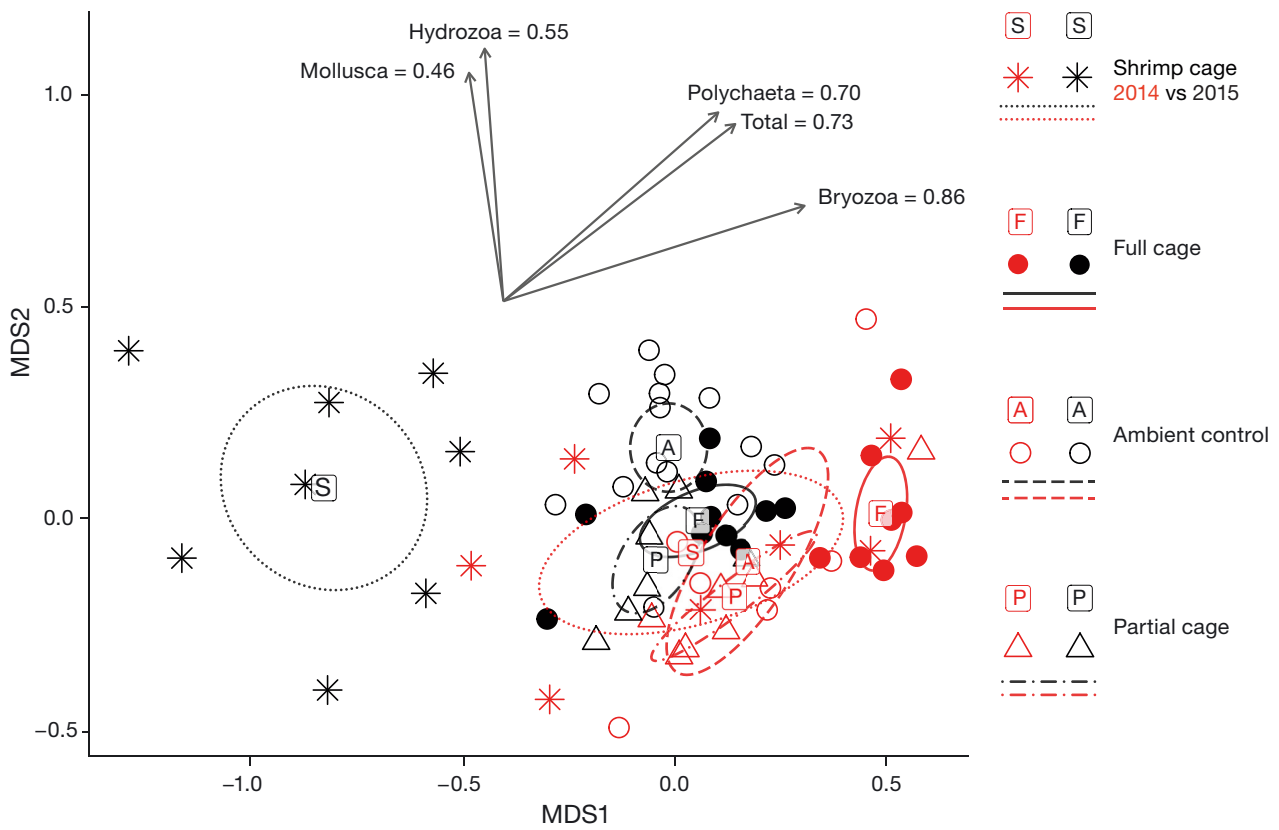 Hydrozoa = 0.55
Mollusca = 0.46
Polychaeta = 0.70
Total = 0.73
Bryozoa = 0.86
MDS2
1.0
0.5
0.0
−0.5
S
A
F
P
S
A
P
F
−1.0
−0.5
0.0
0.5
MDS1
S S
Shrimp cage
2014 vs 2015
F F
Full cage
A A
Ambient control
P P
Partial cage